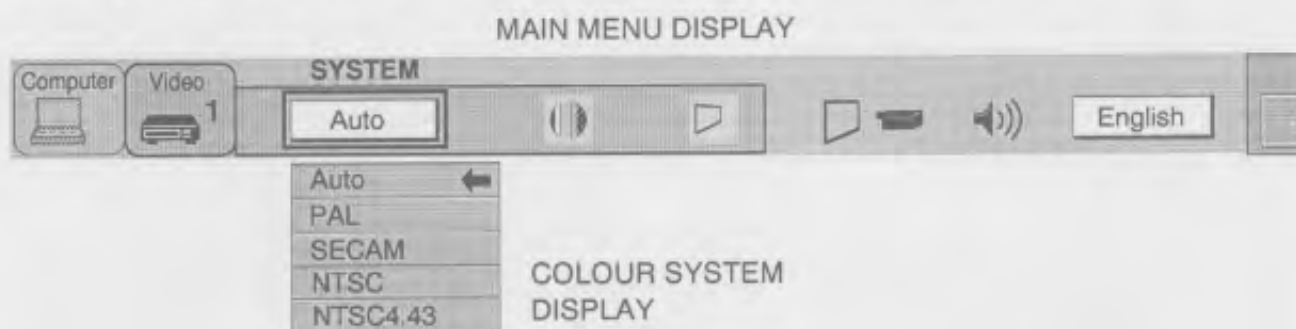 MAIN MENU DISPLAY
SYSTEM
Computer
Video
1
Auto
English
Auto
PAL
SECAM
NTSC
NTSC4.43
COLOUR SYSTEM
DISPLAY